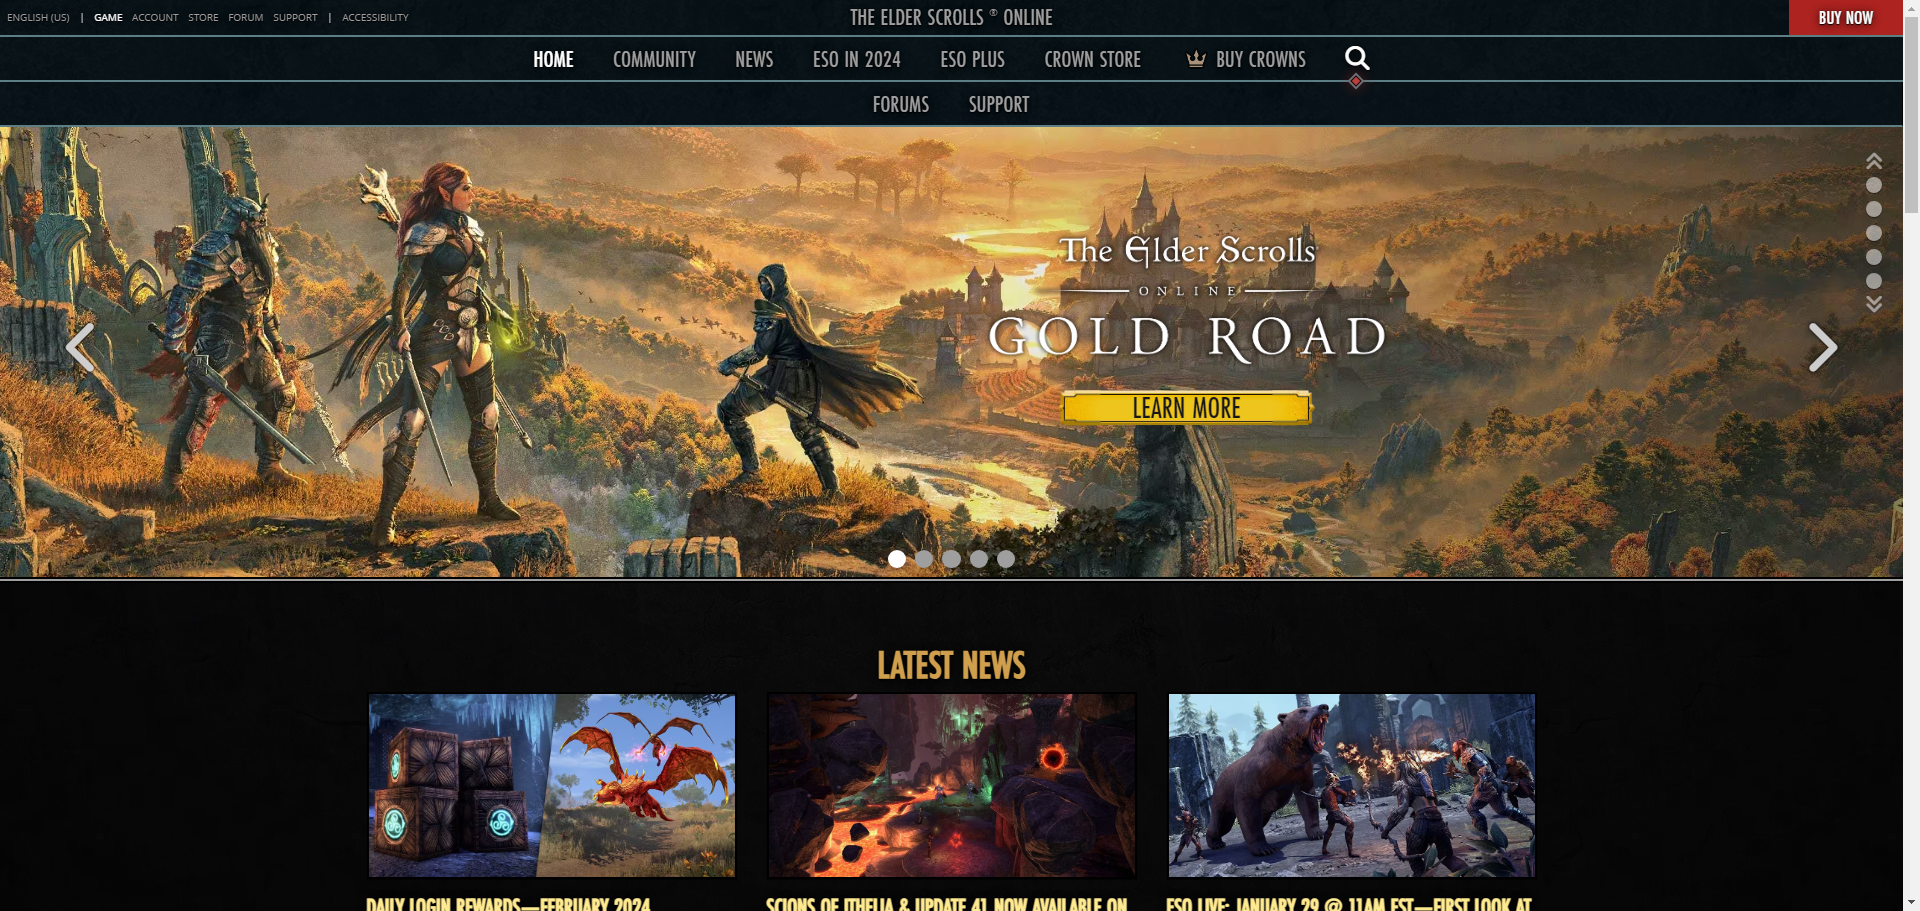 ENGLISH (US) | GAME ACCOUNT STORE FORUM SUPPORT | ACCESSIBILITY
THE ELDER SCROLLS ® ONLINE
BUY NOW
HOME COMMUNITY NEWS ESO IN 2024 ESO PLUS CROWN STORE BUY CROWNS
FORUMS SUPPORT
The Elder Scrolls
ONLINE
GOLD ROAD
LEARN MORE
LATEST NEWS
DAILY LOGIN REWARDS—FEBRUARY 2024
SCIONS OF ITHELIA & UPDATE 41 NOW AVAILABLE ON
ESO LIVE: JANUARY 29 @ 11AM EST—FIRST LOOK AT